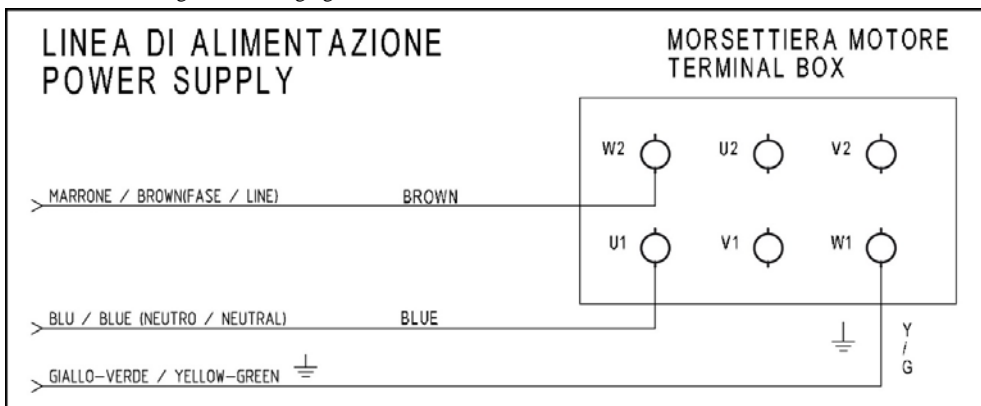 LINEA DI ALIMENTAZIONE
POWER SUPPLY
MORSETTIERA MOTORE
TERMINAL BOX
W2 U2 V2
MARRONE / BROWN(FASE / LINE) BROWN
U1 V1 W1
BLU / BLUE (NEUTRO / NEUTRAL) BLUE
Y
/
G
GIALLO-VERDE / YELLOW-GREEN